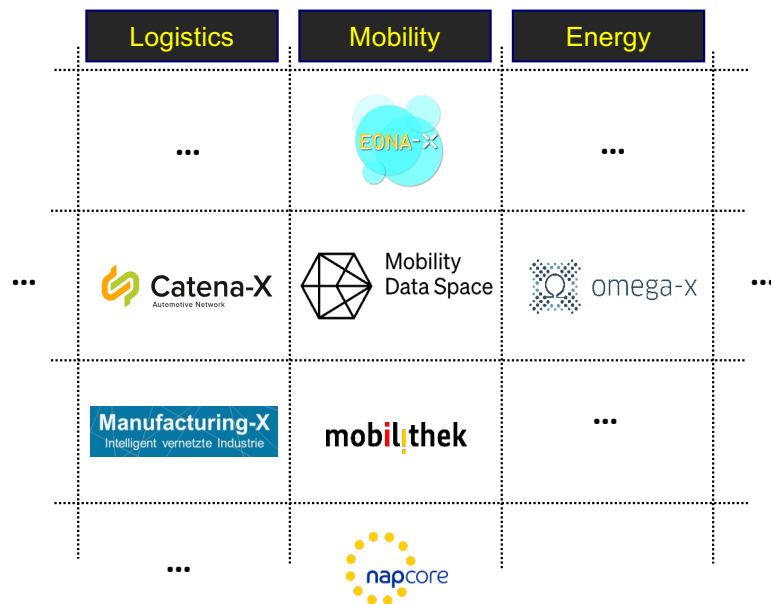 Logistics
Mobility
Energy
...
EONA-X
...
...
Catena-X
Automotive Network
Mobility
Data Space
omega-x
...
Manufacturing-X
Intelligent vernetzte Industrie
mobilithek
...
...
napcore